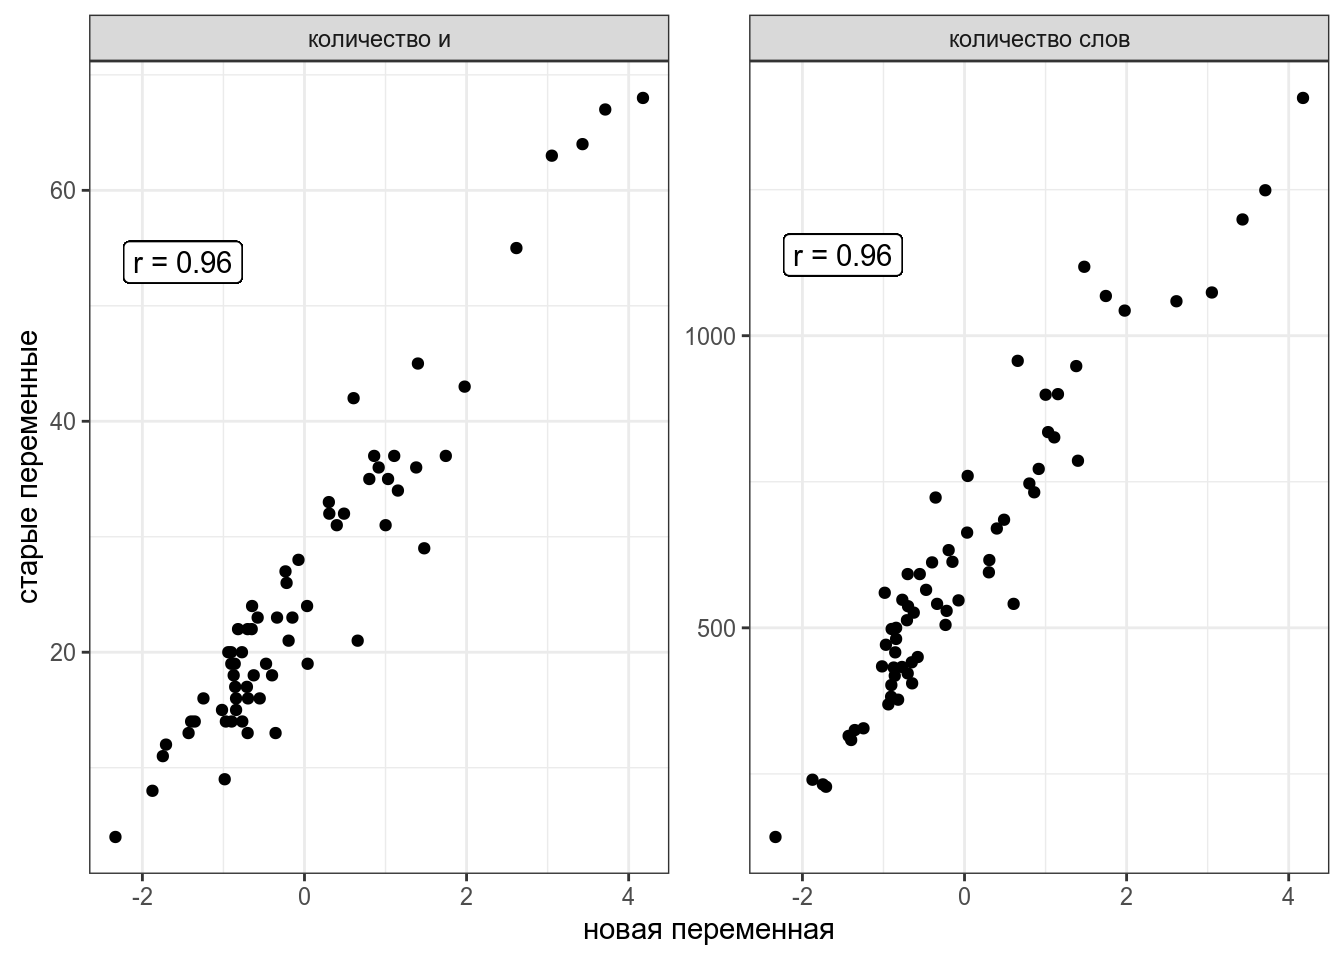 количество и
количество слов
старые переменные
60
40
20
r = 0.96
-2
0
2
4
1000
500
r = 0.96
-2
0
2
4
новая переменная